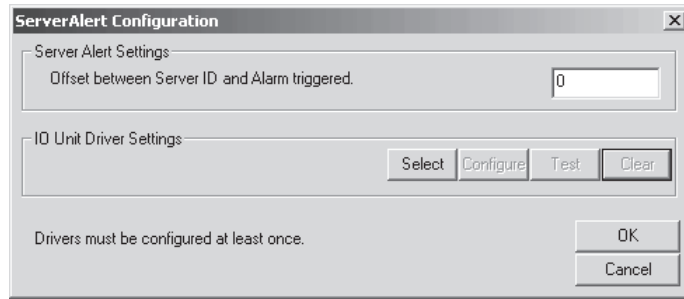 ServerAlert Configuration
Server Alert Settings
Offset between Server ID and Alarm triggered.
0
IO Unit Driver Settings
Select Configure Test Clear
Drivers must be configured at least once.
OK
Cancel